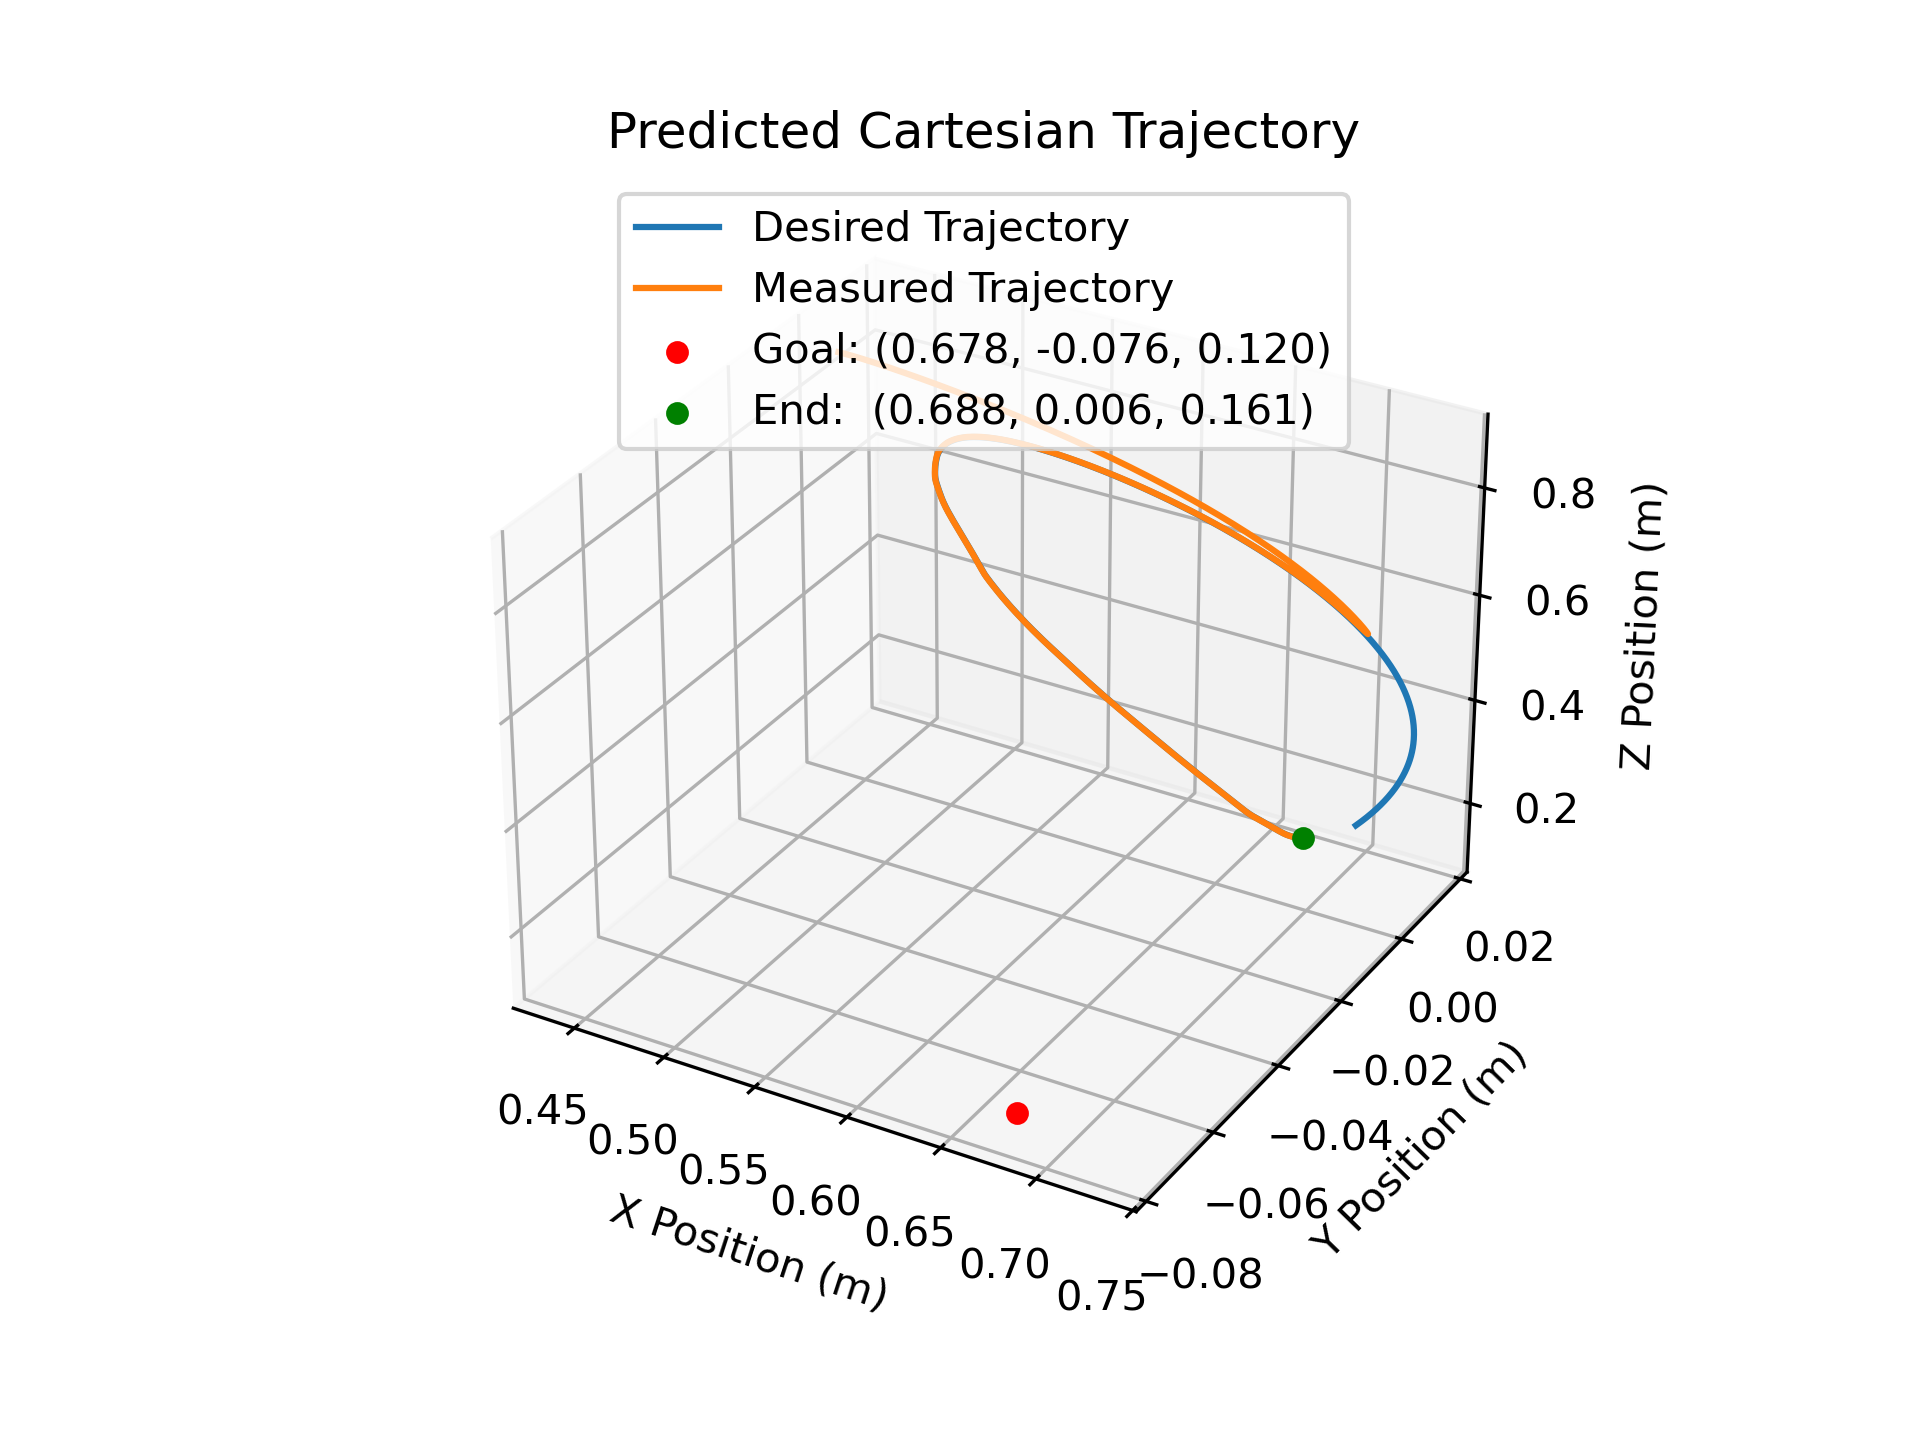 Predicted Cartesian Trajectory
Desired Trajectory
Measured Trajectory
Goal: (0.678, -0.076, 0.120)
End:  (0.688, 0.006, 0.161)
0.8
0.6
0.4
0.2
Z Position (m)
0.02
0.00
−0.02
−0.04
−0.06
−0.08
Y Position (m)
0.45
0.50
0.55
0.60
0.65
0.70
0.75
X Position (m)